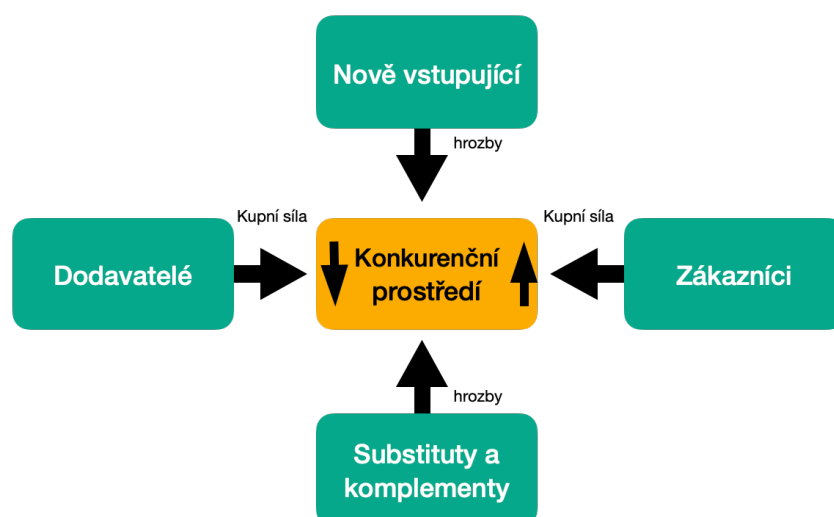 Nově vstupující
hrozby
Kupní síla
Kupní síla
Dodavatelé
Konkurenční
prostředí
Zákazníci
hrozby
Substituty a
komplementy